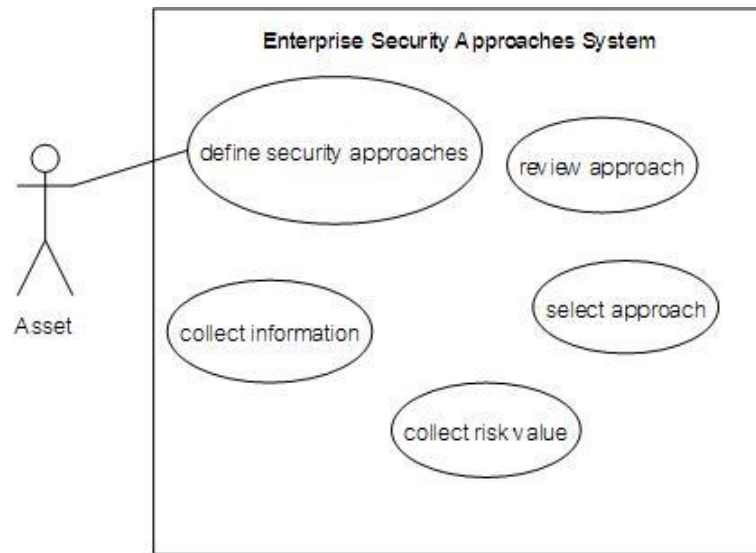 Enterprise Security Approaches System
define security approaches
review approach
Asset
collect information
select approach
collect risk value